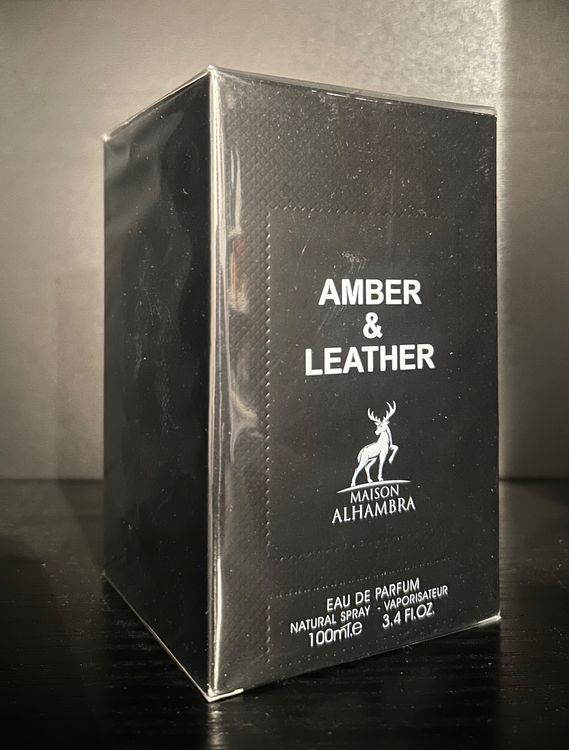 AMBER
&
LEATHER
MAISON
ALHAMBRA
EAU DE PARFUM
NATURAL SPRAY - VAPORISATEUR
100ml.e 3.4 Fl.OZ.